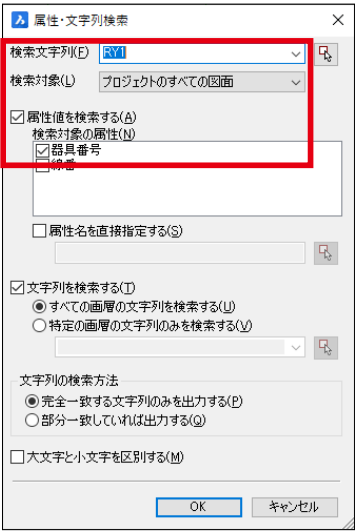 属性・文字列検索
検索文字列(F) RY1
検索対象(L) プロジェクトのすべての図面
属性値を検索する(A)
検索対象の属性(N)
器具番号
線番
属性名を直接指定する(S)
文字列を検索する(T)
すべての画層の文字列を検索する(U)
特定の画層の文字列のみを検索する(V)
文字列の検索方法
完全一致する文字列のみを出力する(P)
部分一致していれば出力する(Q)
大文字と小文字を区別する(M)
OK キャンセル